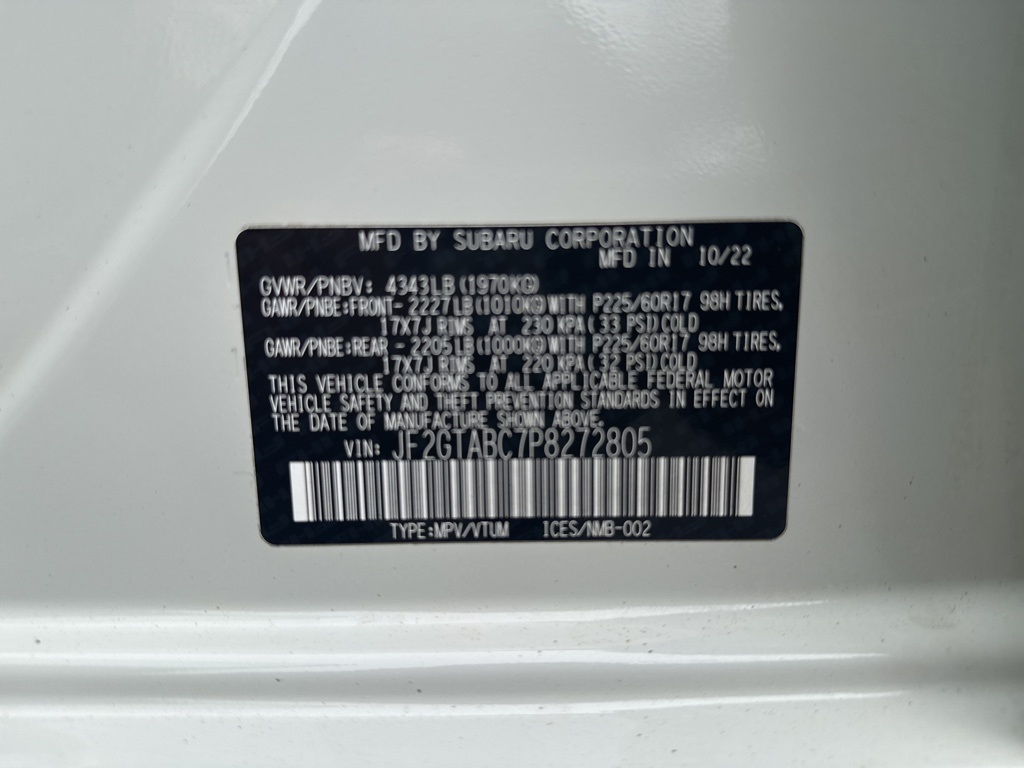 MFD BY SUBARU CORPORATION
MFD IN 10/22
GVWR/PNBV: 4343LB(1970KG)
GAWR/PNBE:FRONT- 2227LB(1010KG)WITH P225/60R17 98H TIRES,
17X7J RIMS AT 230 KPA(33 PSI)COLD
GAWR/PNBE:REAR - 2205LB(1000KG)WITH P225/60R17 98H TIRES,
17X7J RIMS AT 220 KPA(32 PSI)COLD
THIS VEHICLE CONFORMS TO ALL APPLICABLE FEDERAL MOTOR
VEHICLE SAFETY AND THEFT PREVENTION STANDARDS IN EFFECT ON
THE DATE OF MANUFACTURE SHOWN ABOVE.
VIN: JF2GTABC7P8272805
TYPE:MPV/VTUM ICES/NMB-002